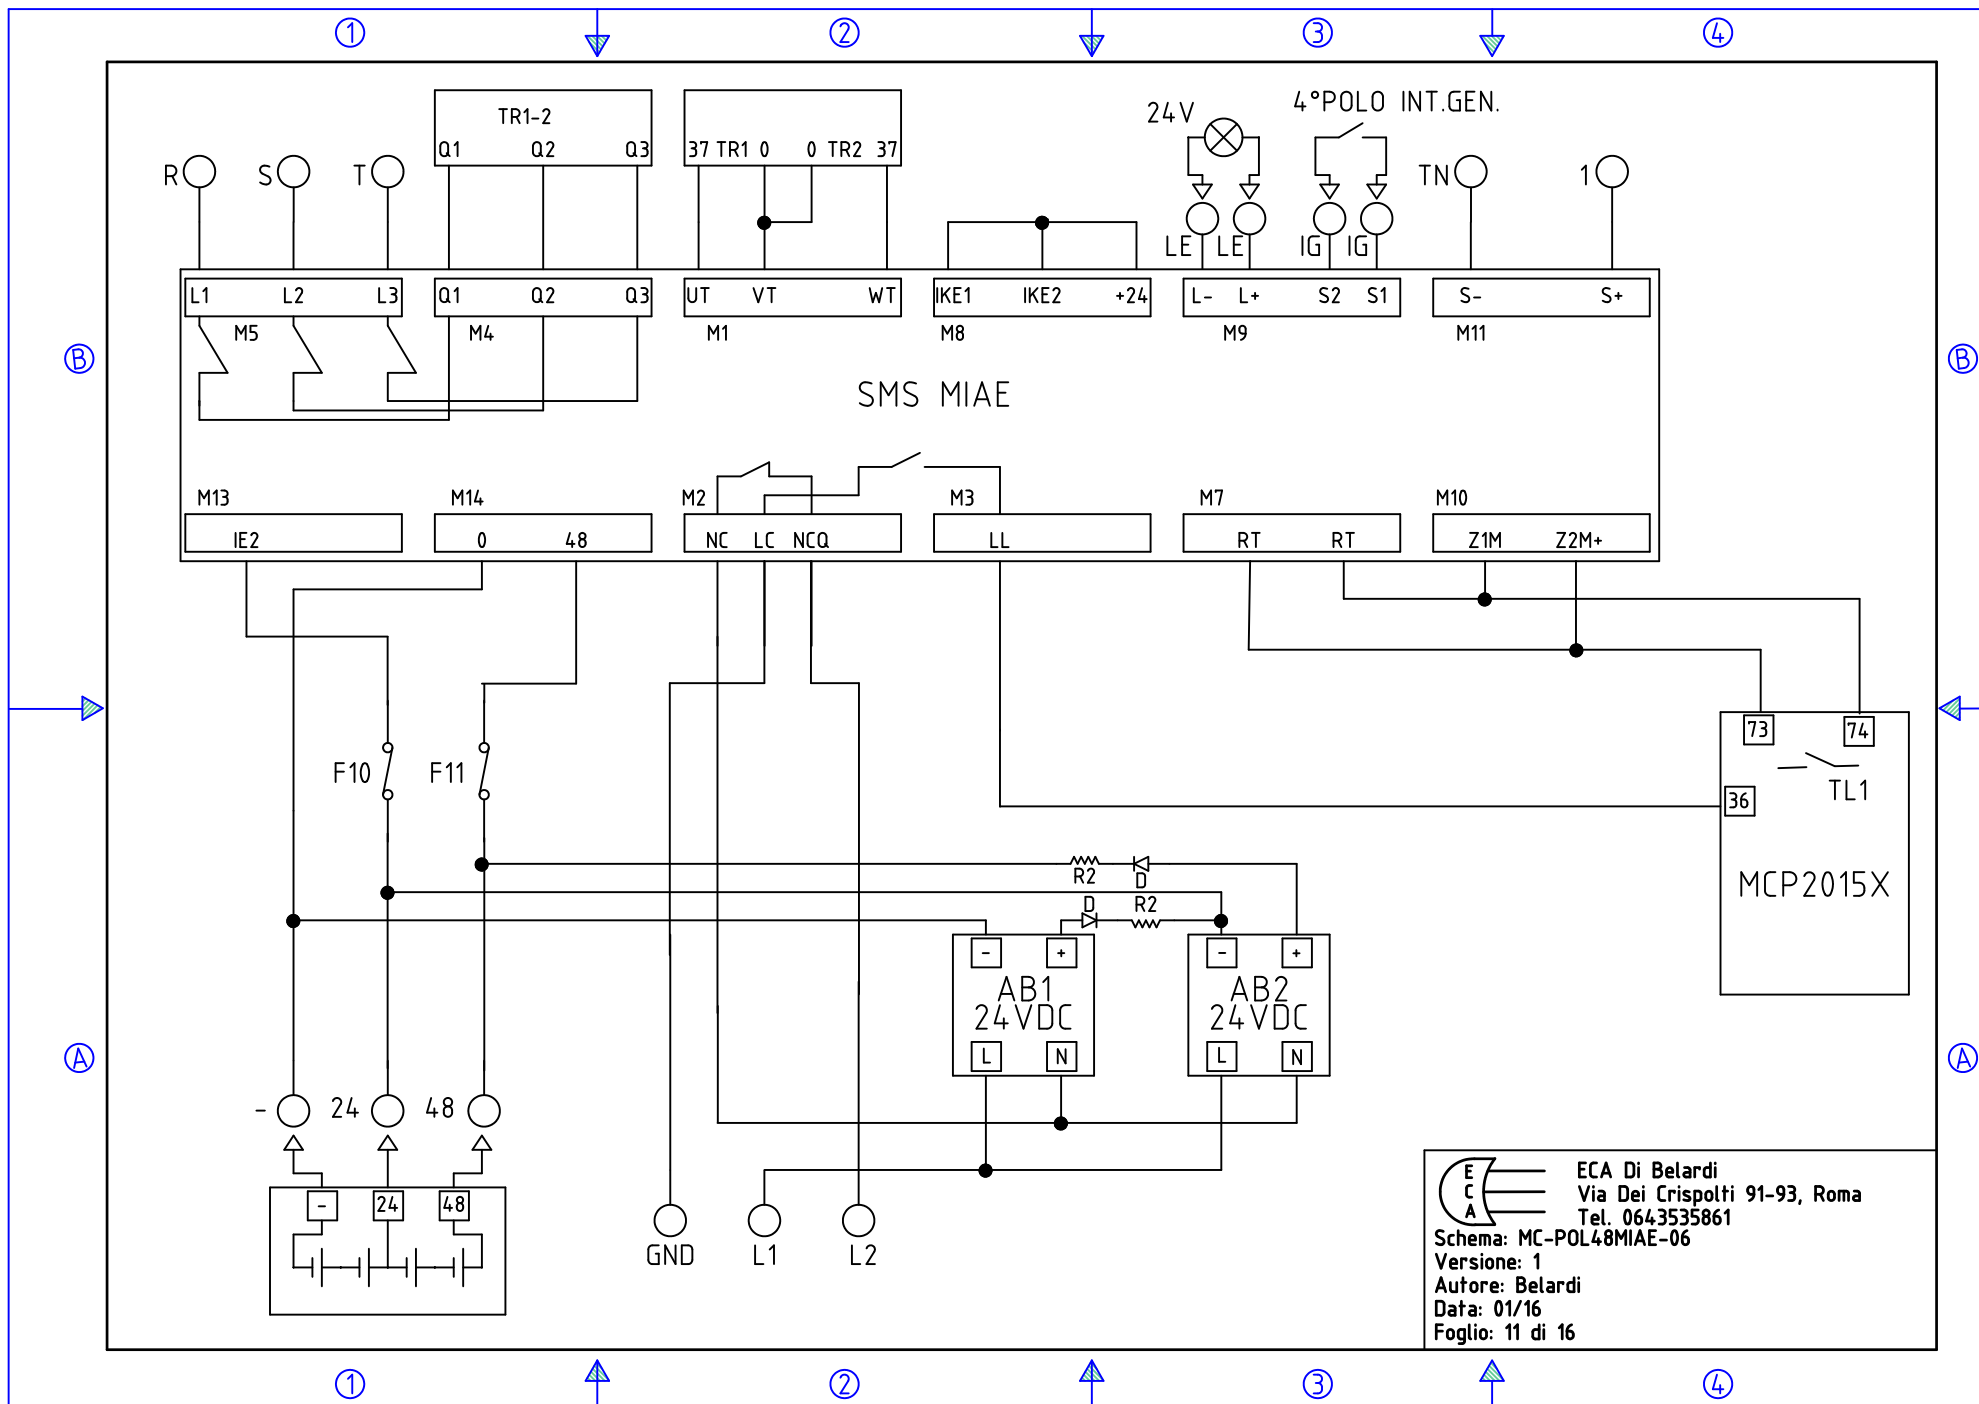 1 2 3 4
TR1-2
Q1 Q2 Q3
37 TR1 0 0 TR2 37
24V
4°POLO INT.GEN.
R S T
TN 1
LE LE IG IG
L1 L2 L3 Q1 Q2 Q3 UT VT WT IKE1 IKE2 +24 L- L+ S2 S1 S- S+
M5 M4 M1 M8 M9 M11
B B
SMS MIAE
M13 M14 M2 M3 M7 M10
IE2 0 48 NC LC NCQ LL RT RT Z1M Z2M+
73 74
F10 F11
TL1
36
R2 D
MCP2015X
D R2
- + - +
AB1 AB2
24VDC 24VDC
L N L N
A A
- 24 48
- 24 48
GND L1 L2
E
C
A
ECA Di Belardi
Via Dei Crispolti 91-93, Roma
Tel. 0643535861
Schema: MC-POL48MIAE-06
Versione: 1
Autore: Belardi
Data: 01/16
Foglio: 11 di 16
1 2 3 4